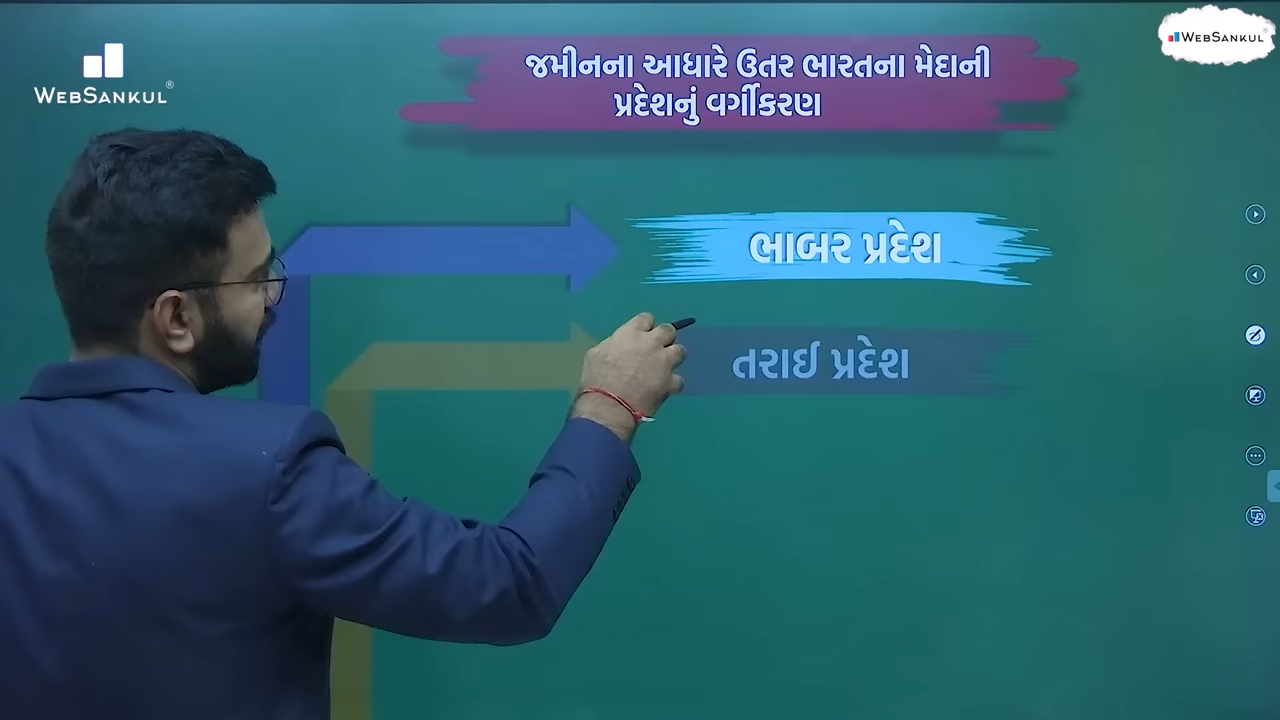 WEBSANKUL®
WEBSANKUL®
જમીનના આધારે ઉતર ભારતના મેદાની
પ્રદેશનું વર્ગીકરણ
ભાબર પ્રદેશ
તરાઈ પ્રદેશ